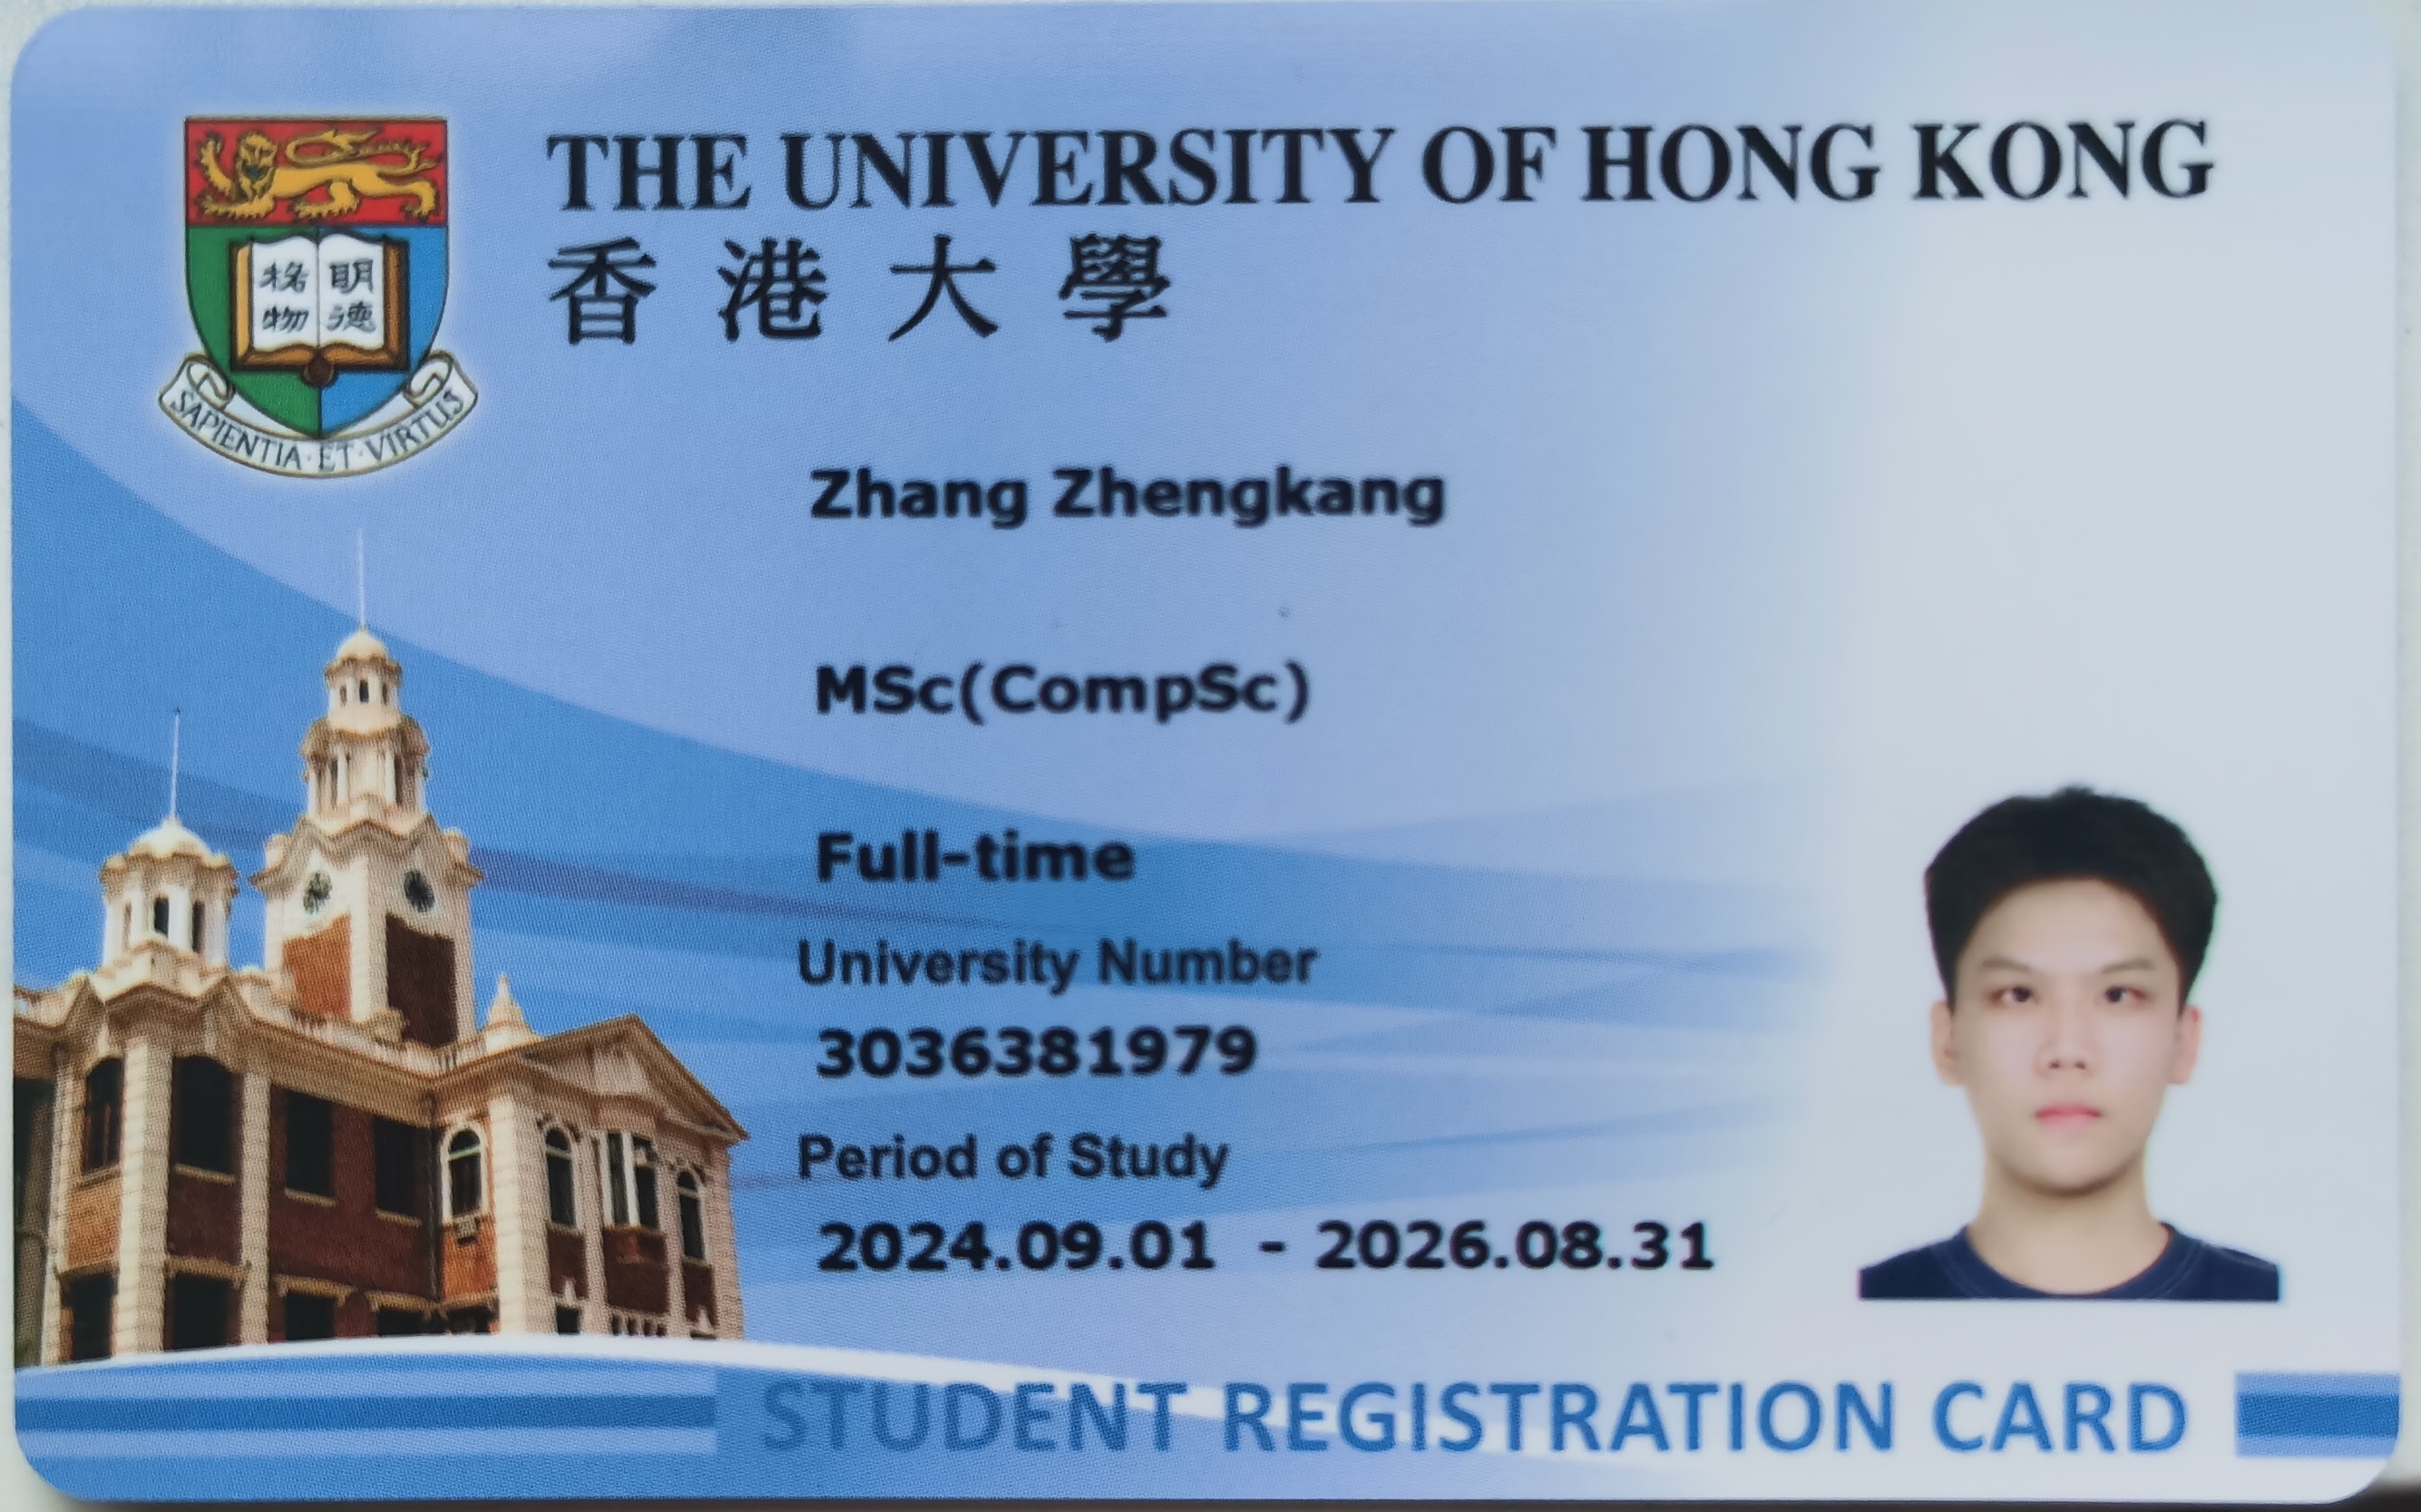 THE UNIVERSITY OF HONG KONG
香港大學
格 明
物 德
SAPIENTIA·ET·VIRTUS
Zhang Zhengkang
MSc(CompSc)
Full-time
University Number
3036381979
Period of Study
2024.09.01 - 2026.08.31
STUDENT REGISTRATION CARD